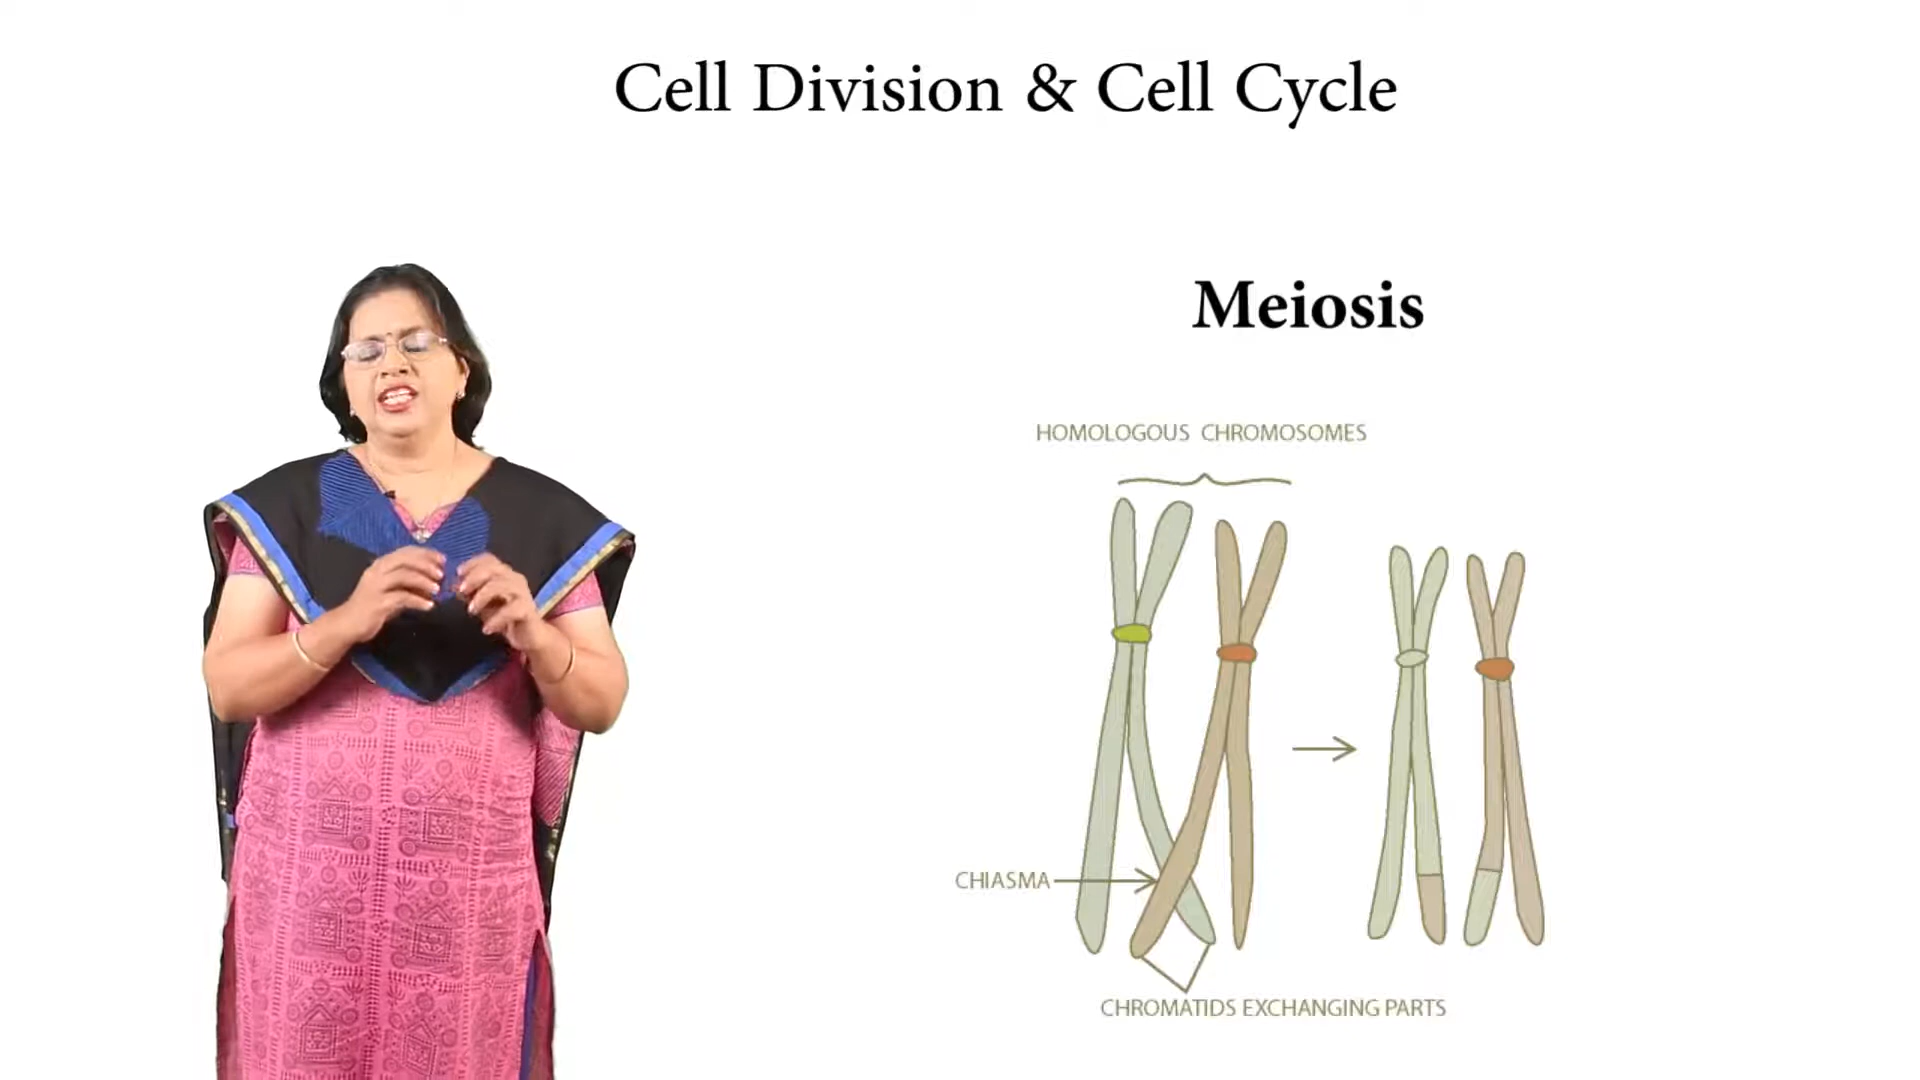 Cell Division & Cell Cycle
Meiosis
HOMOLOGOUS CHROMOSOMES
CHIASMA
CHROMATIDS EXCHANGING PARTS